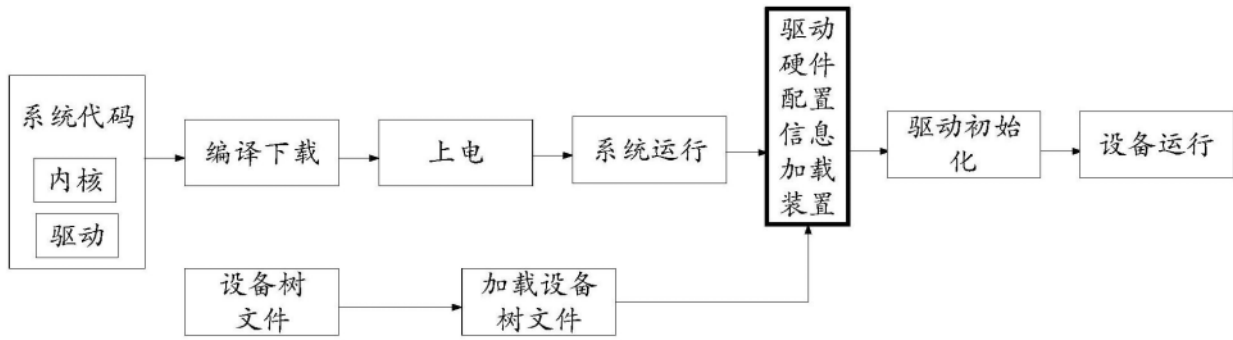 系统代码
内核
驱动
编译下载
上电
系统运行
驱动
硬件
配置
信息
加载
装置
驱动初始
化
设备运行
设备树
文件
加载设备
树文件